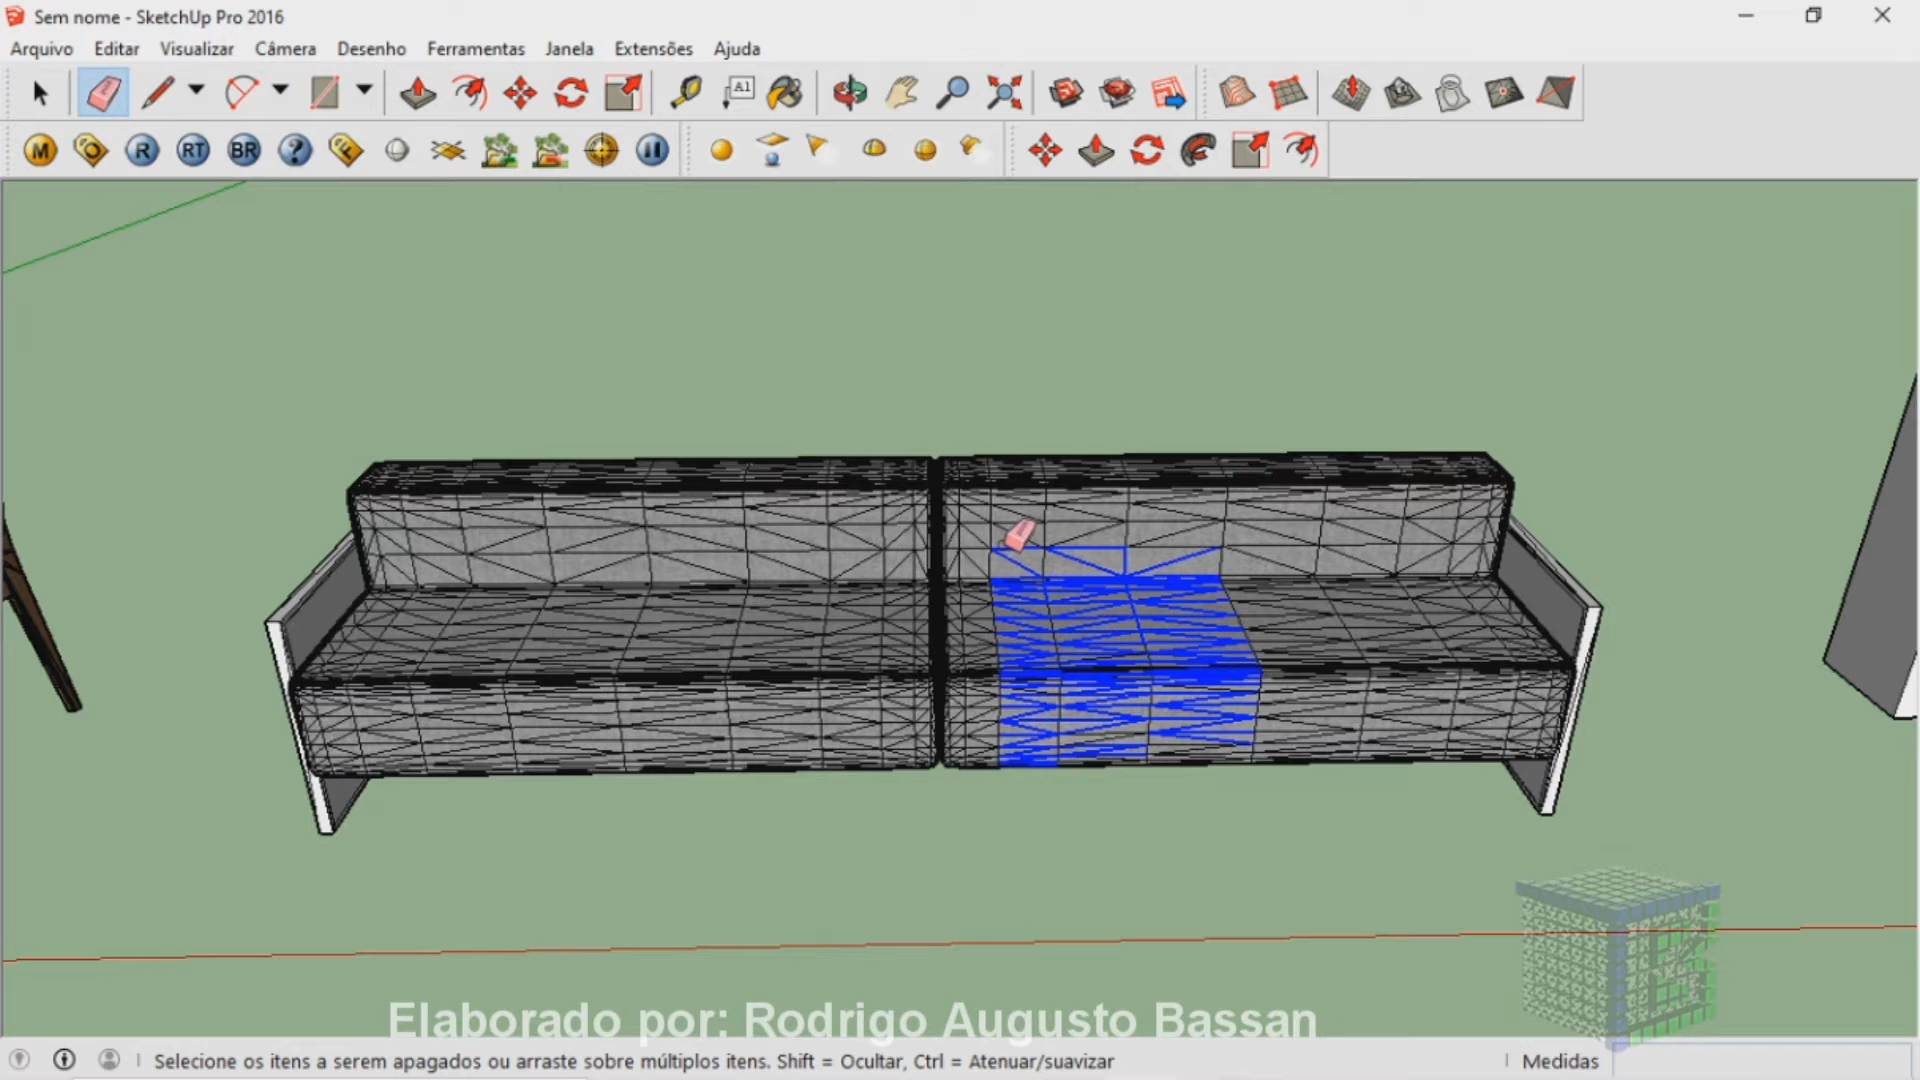 Sem nome - SketchUp Pro 2016
Arquivo Editar Visualizar Câmera Desenho Ferramentas Janela Extensões Ajuda
A1
M O R RT BR ? F
Elaborado por: Rodrigo Augusto Bassan
Selecione os itens a serem apagados ou arraste sobre múltiplos itens. Shift = Ocultar, Ctrl = Atenuar/suavizar
Medidas